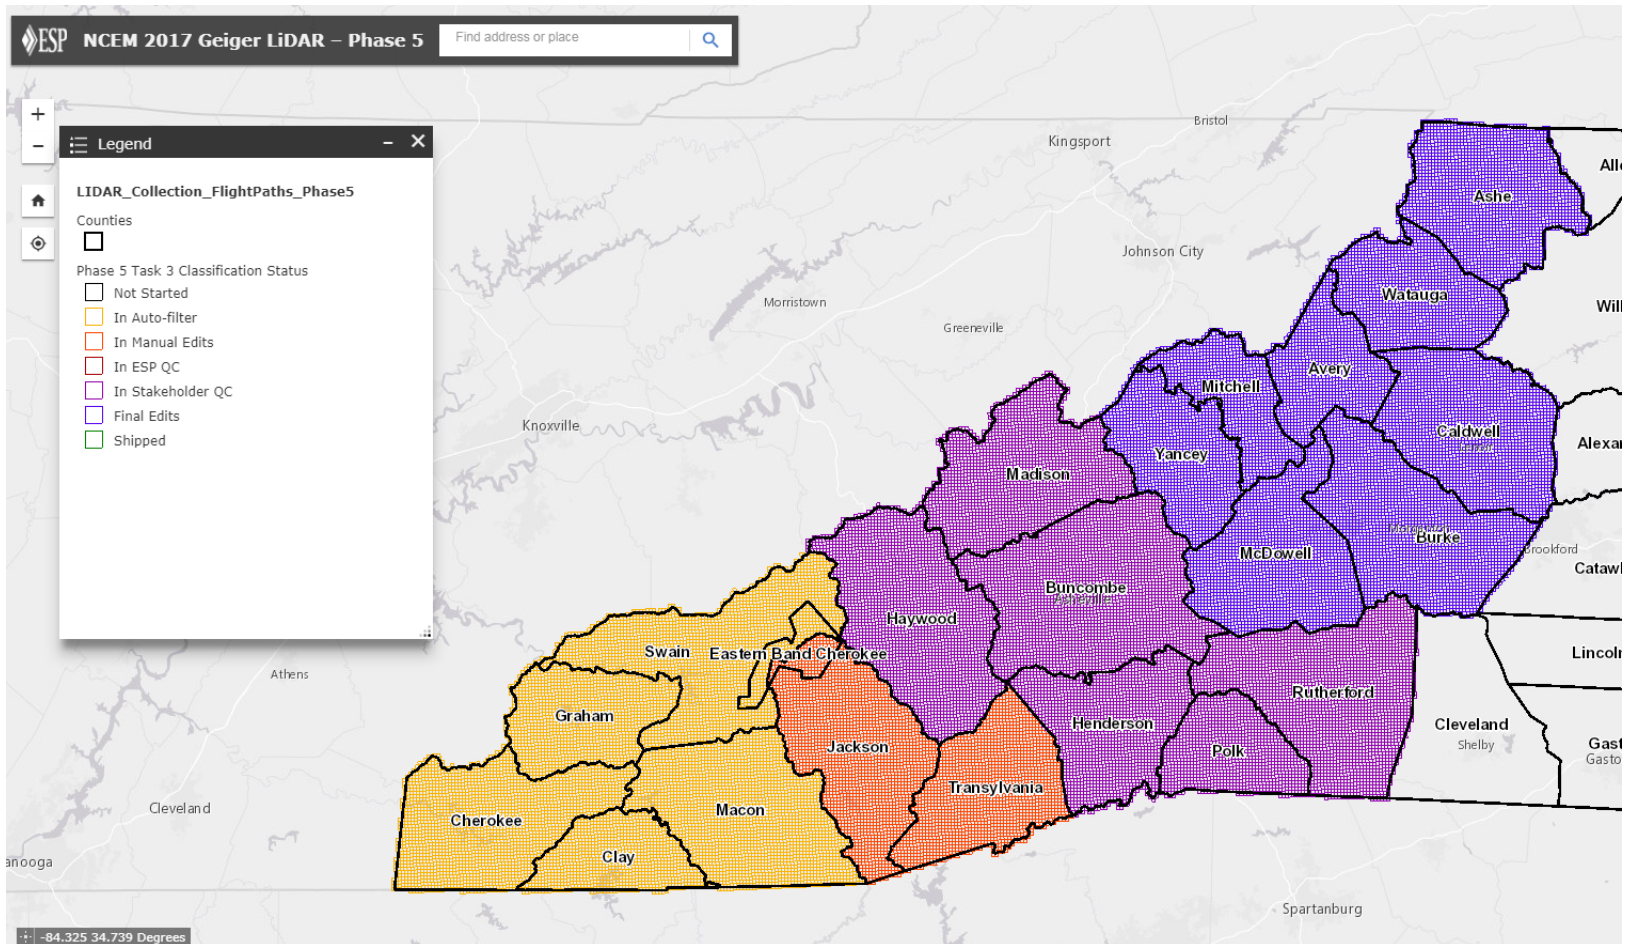 ESP NCEM 2017 Geiger LiDAR – Phase 5
Find address or place
+
–
Legend
LIDAR_Collection_FlightPaths_Phase5
Counties
Phase 5 Task 3 Classification Status
Not Started
In Auto-filter
In Manual Edits
In ESP QC
In Stakeholder QC
Final Edits
Shipped
Bristol
Kingsport
Alle
Ashe
Johnson City
Watauga
Morristown
Will
Greeneville
Avery
Mitchell
Knoxville
Caldwell
Alexar
Yancey
Madison
Burke
Brookford
McDowell
Catawl
Buncombe
Asheville
Haywood
Swain
Eastern Band Cherokee
Lincoln
Athens
Rutherford
Graham
Henderson
Cleveland
Shelby
Jackson
Polk
Gast
Gasto
Transylvania
Cleveland
Macon
Cherokee
Clay
anooga
Spartanburg
-84.325 34.739 Degrees